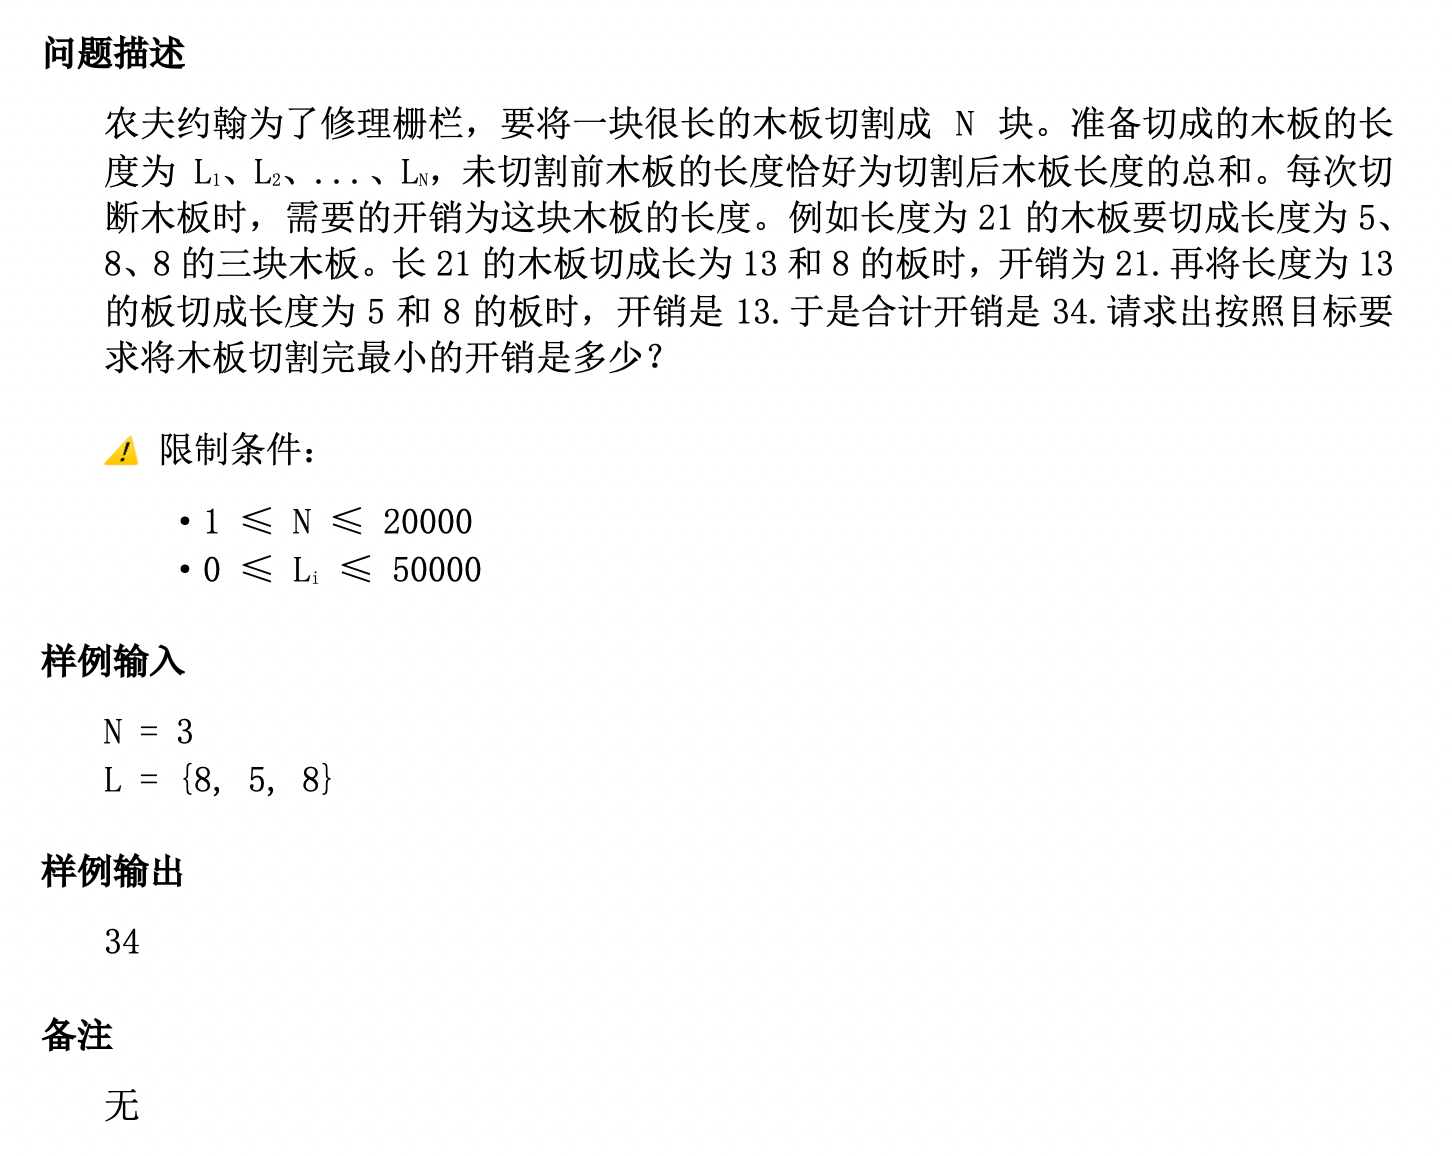 问题描述
农夫约翰为了修理栅栏，要将一块很长的木板切割成 N 块。准备切成的木板的长
度为 L₁、L₂、...、Lɴ，未切割前木板的长度恰好为切割后木板长度的总和。每次切
断木板时，需要的开销为这块木板的长度。例如长度为 21 的木板要切成长度为 5、
8、8 的三块木板。长 21 的木板切成长为 13 和 8 的板时，开销为 21.再将长度为 13
的板切成长度为 5 和 8 的板时，开销是 13.于是合计开销是 34.请求出按照目标要
求将木板切割完最小的开销是多少？
限制条件：
• 1 ≤ N ≤ 20000
• 0 ≤ Lᵢ ≤ 50000
样例输入
N = 3
L = {8, 5, 8}
样例输出
34
备注
无